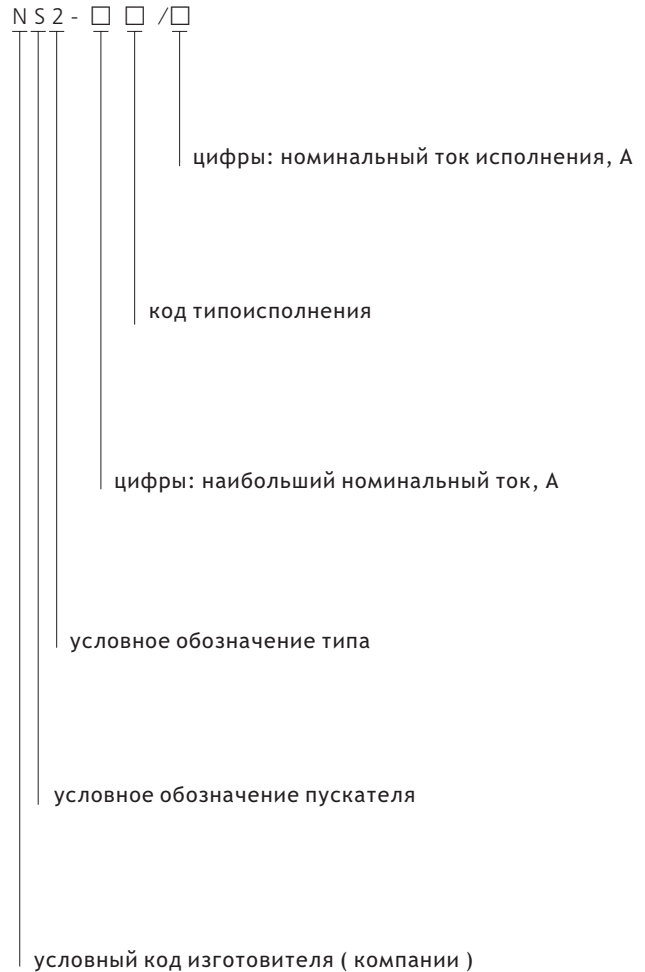 N S 2 - □ □ /□
цифры: номинальный ток исполнения, А
код типоисполнения
цифры: наибольший номинальный ток, А
условное обозначение типа
условное обозначение пускателя
условный код изготовителя ( компании )